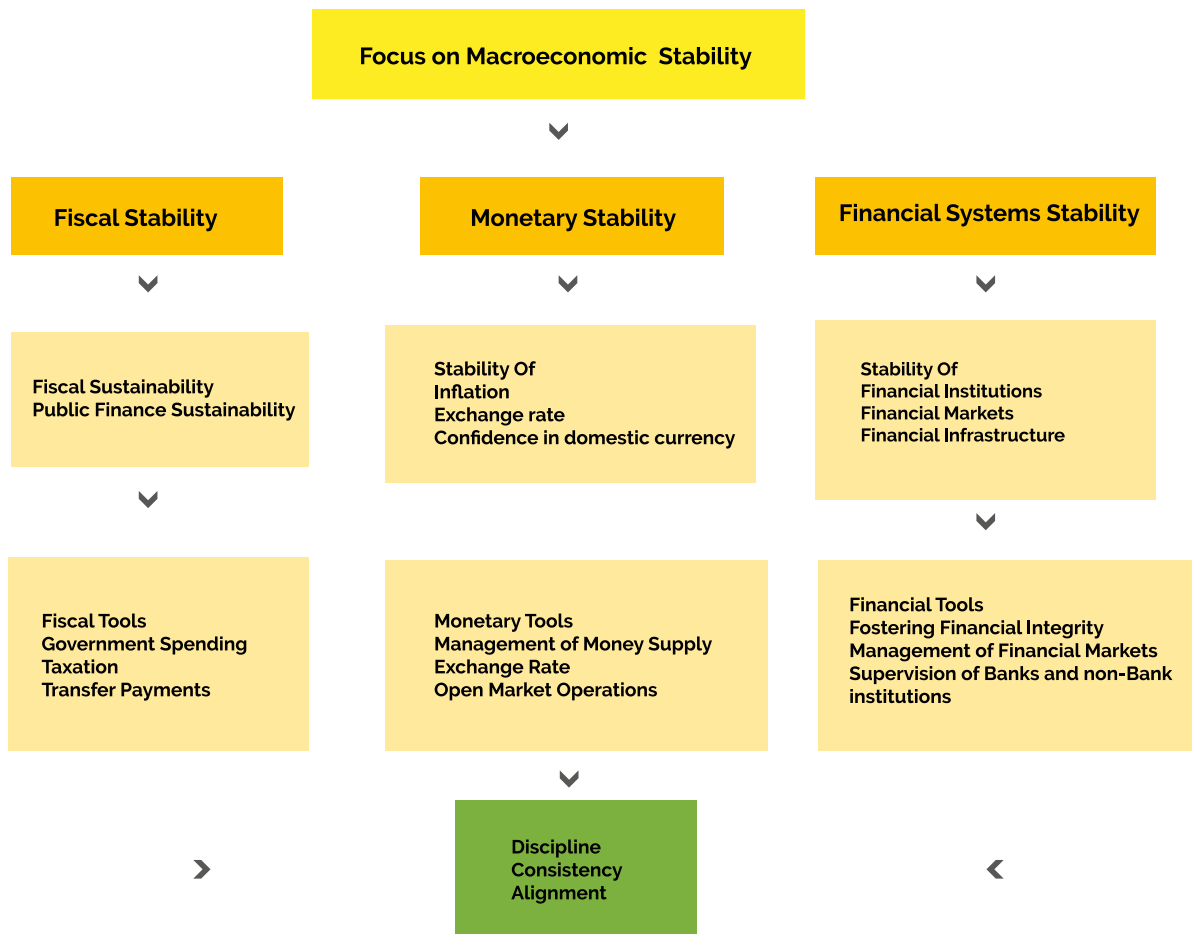 Focus on Macroeconomic Stability
Fiscal Stability
Monetary Stability
Financial Systems Stability
Fiscal Sustainability
Public Finance Sustainability
Stability Of
Inflation
Exchange rate
Confidence in domestic currency
Stability Of
Financial Institutions
Financial Markets
Financial Infrastructure
Fiscal Tools
Government Spending
Taxation
Transfer Payments
Monetary Tools
Management of Money Supply
Exchange Rate
Open Market Operations
Financial Tools
Fostering Financial Integrity
Management of Financial Markets
Supervision of Banks and non-Bank
institutions
Discipline
Consistency
Alignment